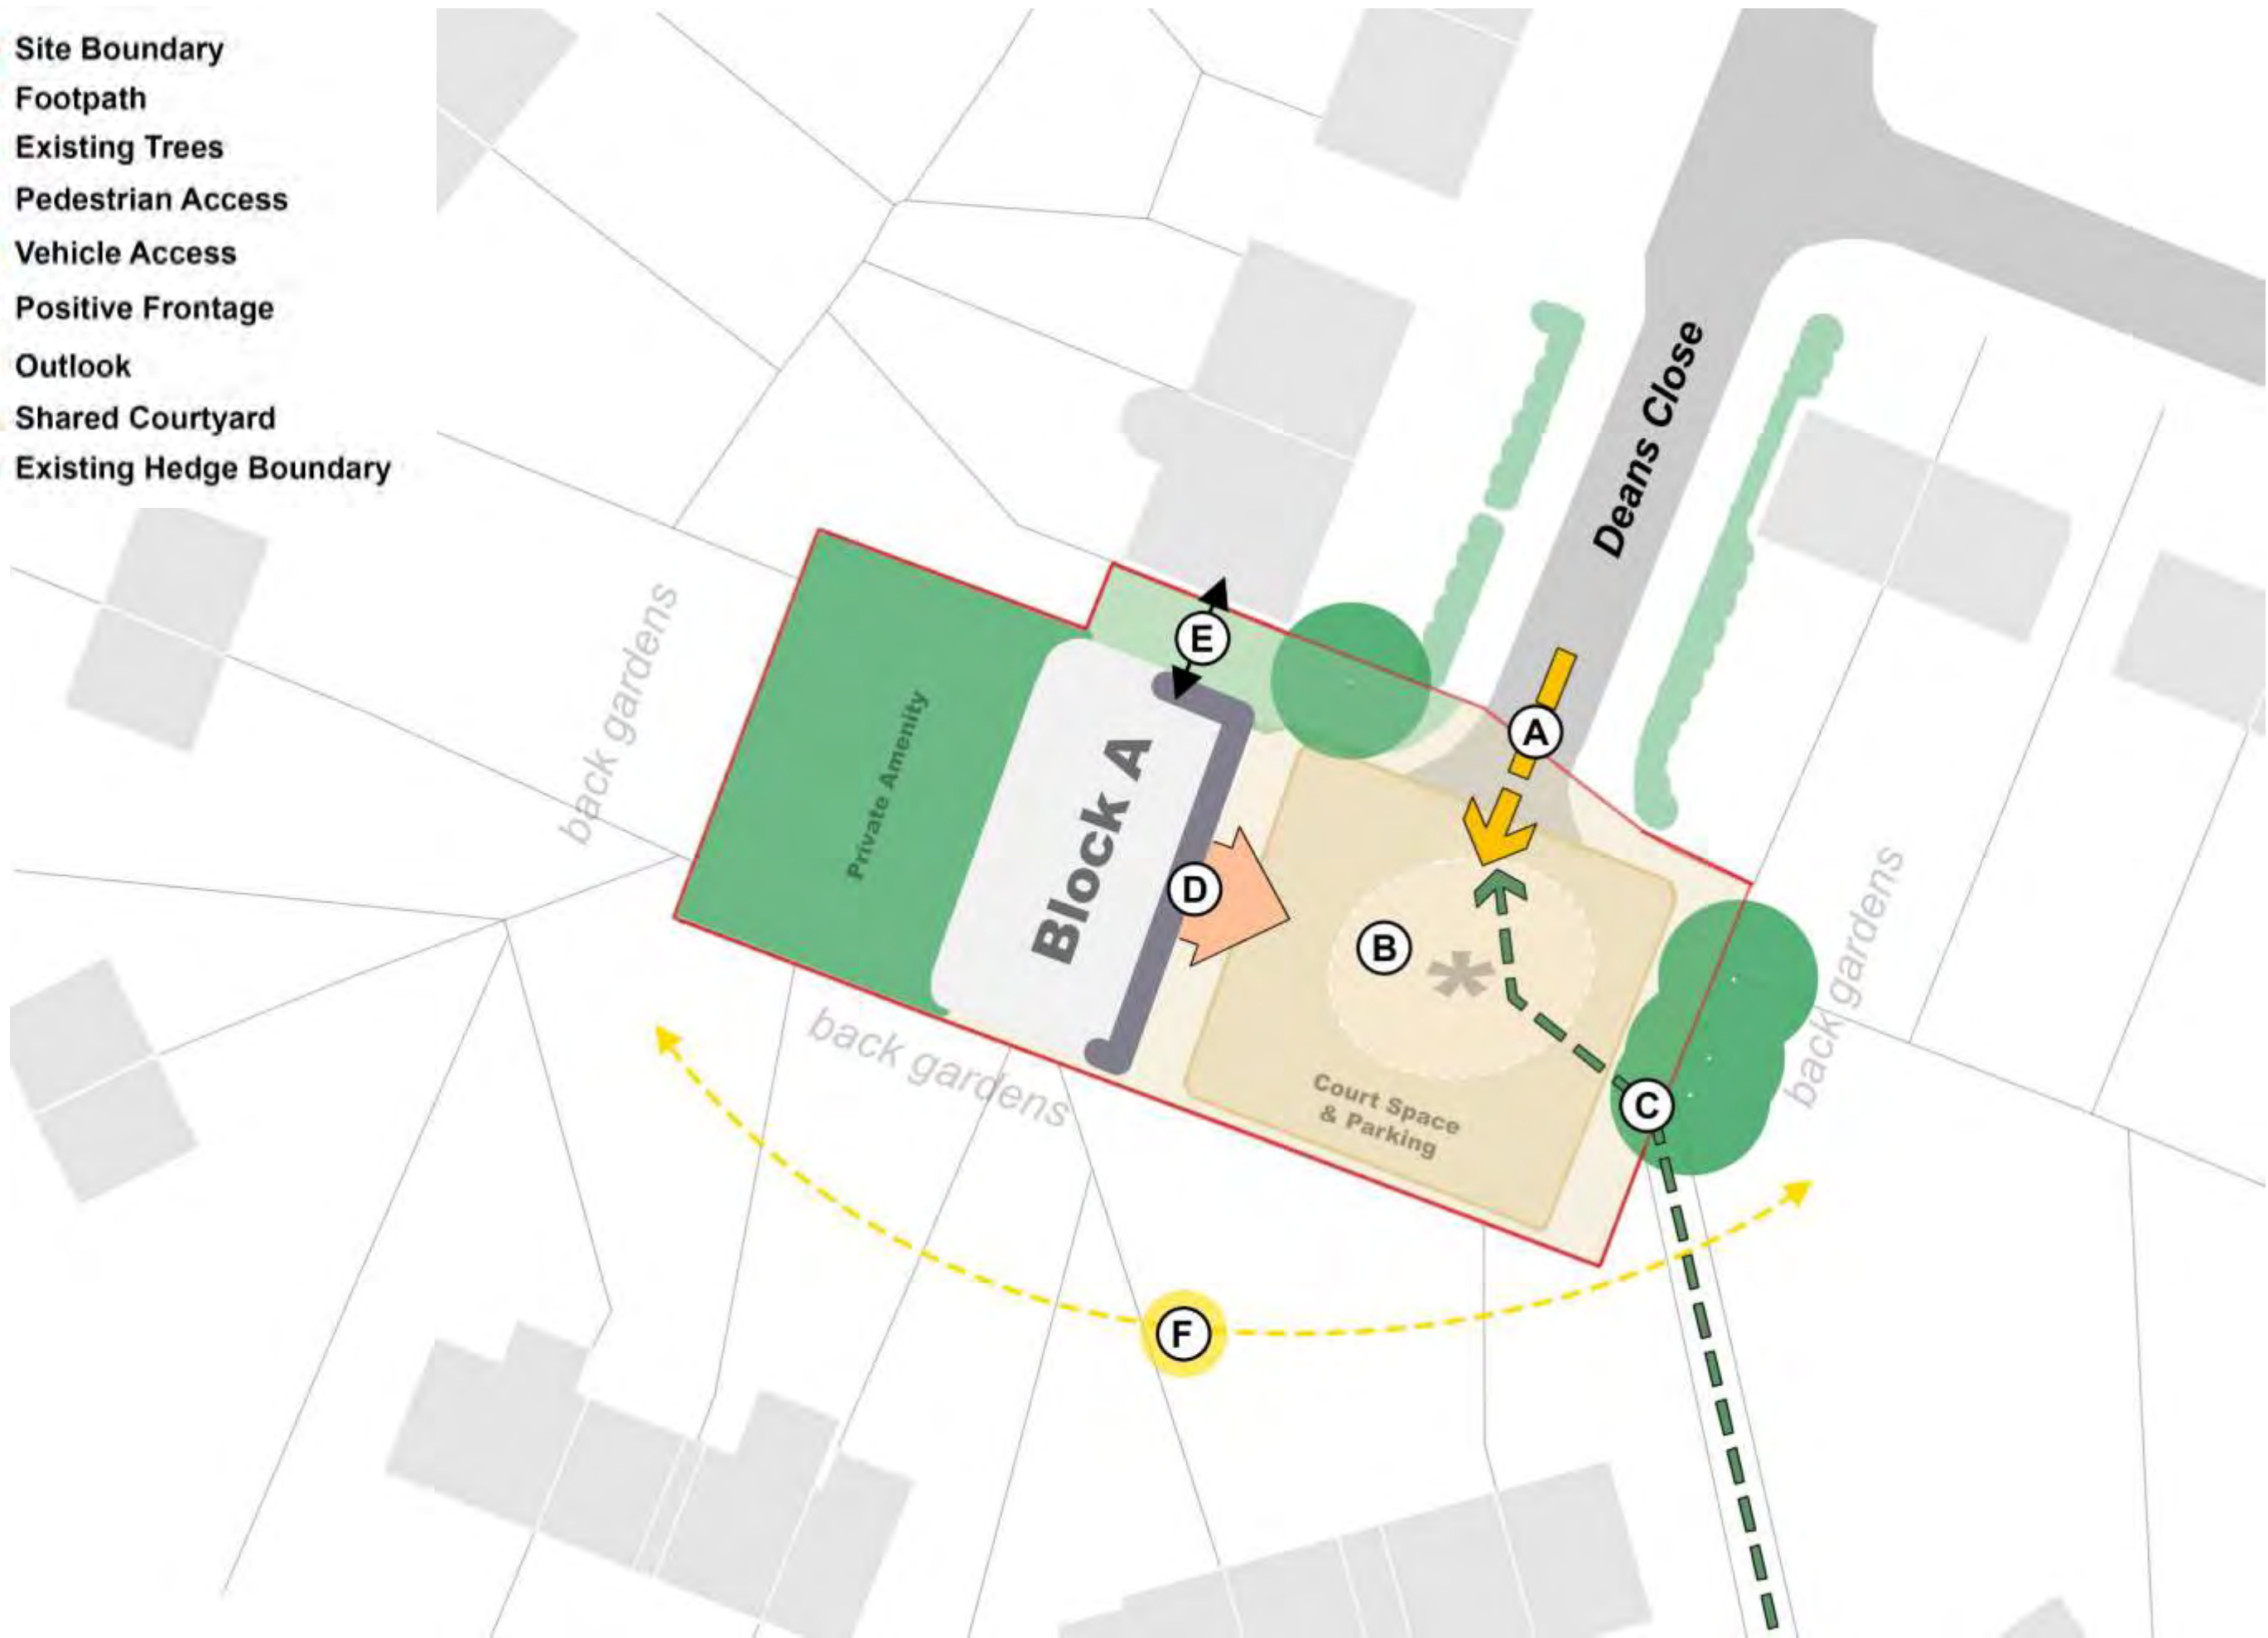 Site Boundary
Footpath
Existing Trees
Pedestrian Access
Vehicle Access
Positive Frontage
Outlook
Shared Courtyard
Existing Hedge Boundary
Deans Close
back gardens
E
A
Private Amenity
Block A
D
B
back gardens
back gardens
Court Space
& Parking
C
F